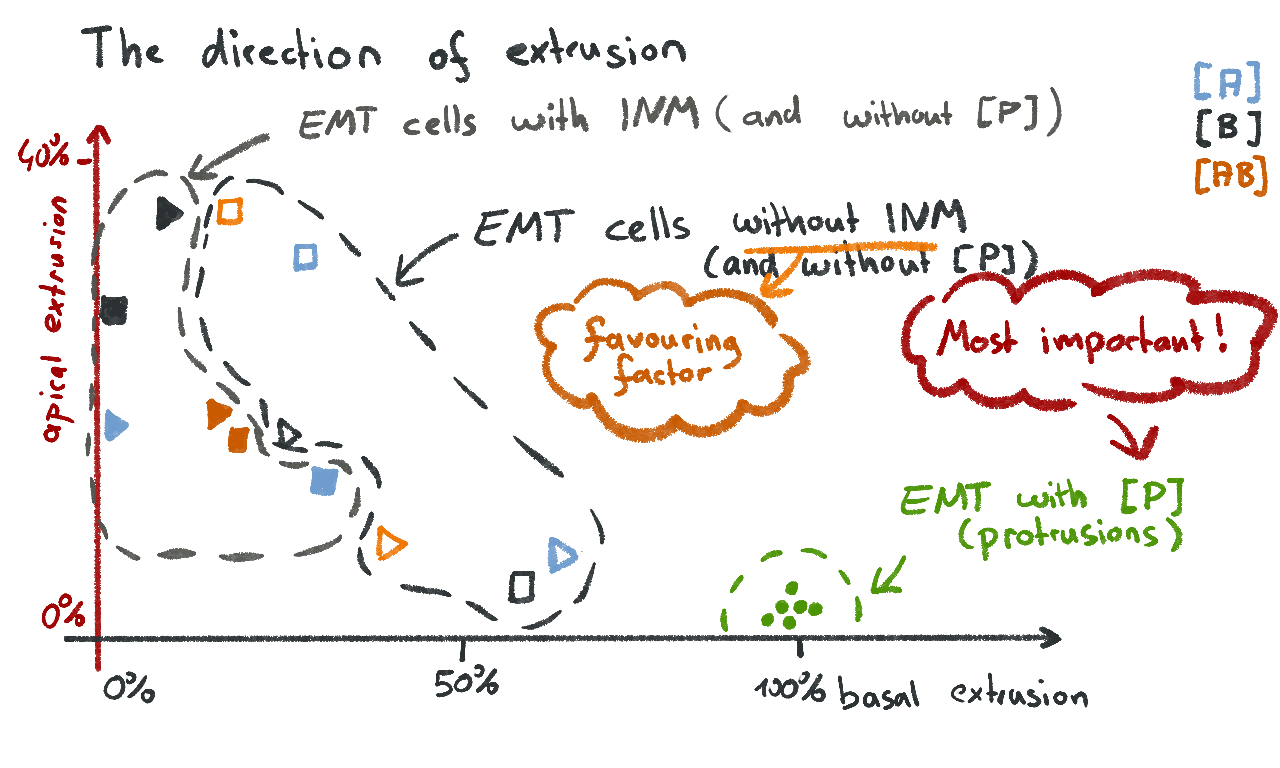 The direction of extrusion
[A]
EMT cells with INM (and without [P])
[B]
40%
[AB]
apical extrusion
EMT cells without INM
(and without [P])
favouring
factor
Most important!
EMT with [P]
(protrusions)
0%
0%
50%
100%
basal extrusion